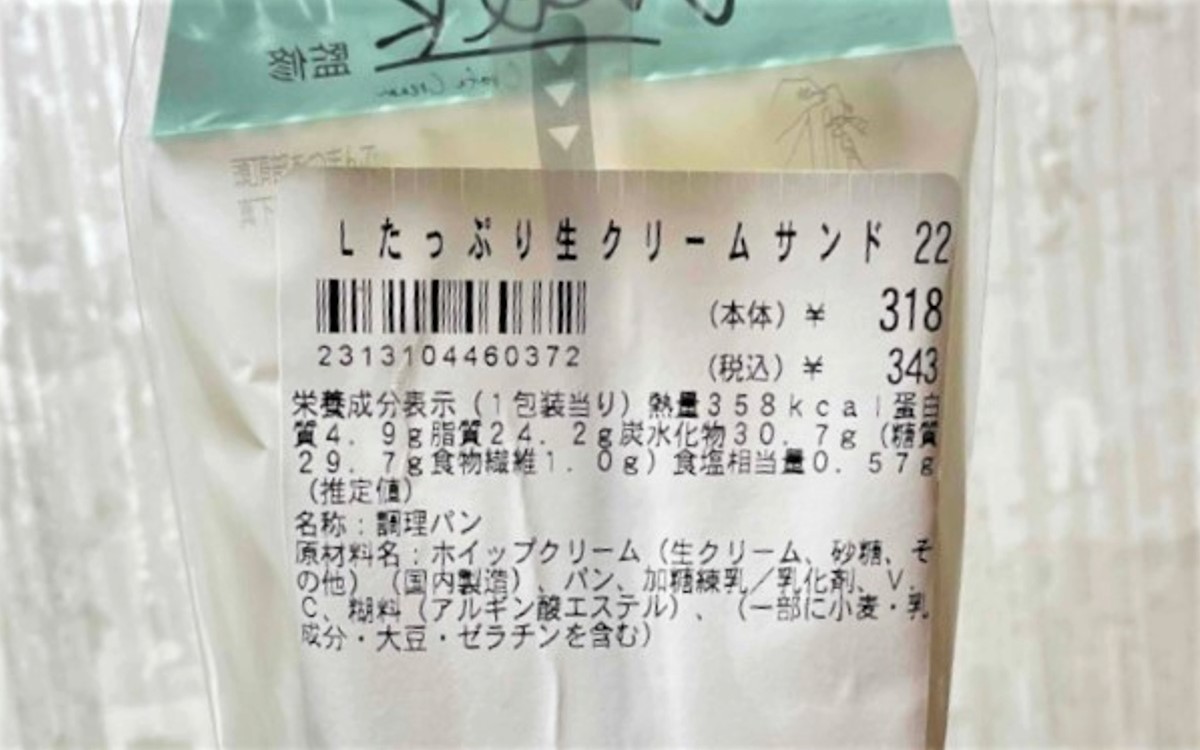 Lたっぷり生クリームサンド 22
(本体)¥ 318
2313104460372
(税込)¥ 343
栄養成分表示(1包装当り)熱量358kcal蛋白
質4.9g脂質24.2g炭水化物30.7g(糖質
29.7g食物繊維1.0g)食塩相当量0.57g
(推定値)
名称:調理パン
原材料名:ホイップクリーム(生クリーム、砂糖、そ
の他)(国内製造)、パン、加糖練乳/乳化剤、V.
C、糊料(アルギン酸エステル)、(一部に小麦・乳
成分・大豆・ゼラチンを含む)